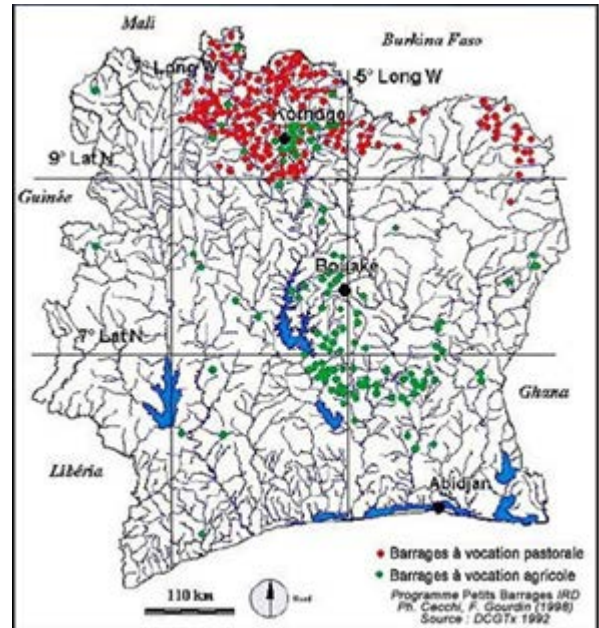 Mali
Burkina Faso
7° Long W
5° Long W
Korhogo
9° Lat N
Guinée
Bouaké
7° Lat N
Ghana
Libéria
Abidjan
Barrages à vocation pastorale
Barrages à vocation agricole
Programme Petits Barrages IRD
Ph. Cecchi, F. Gourdin (1998)
Source : DCGTx 1992
110 km
Nord